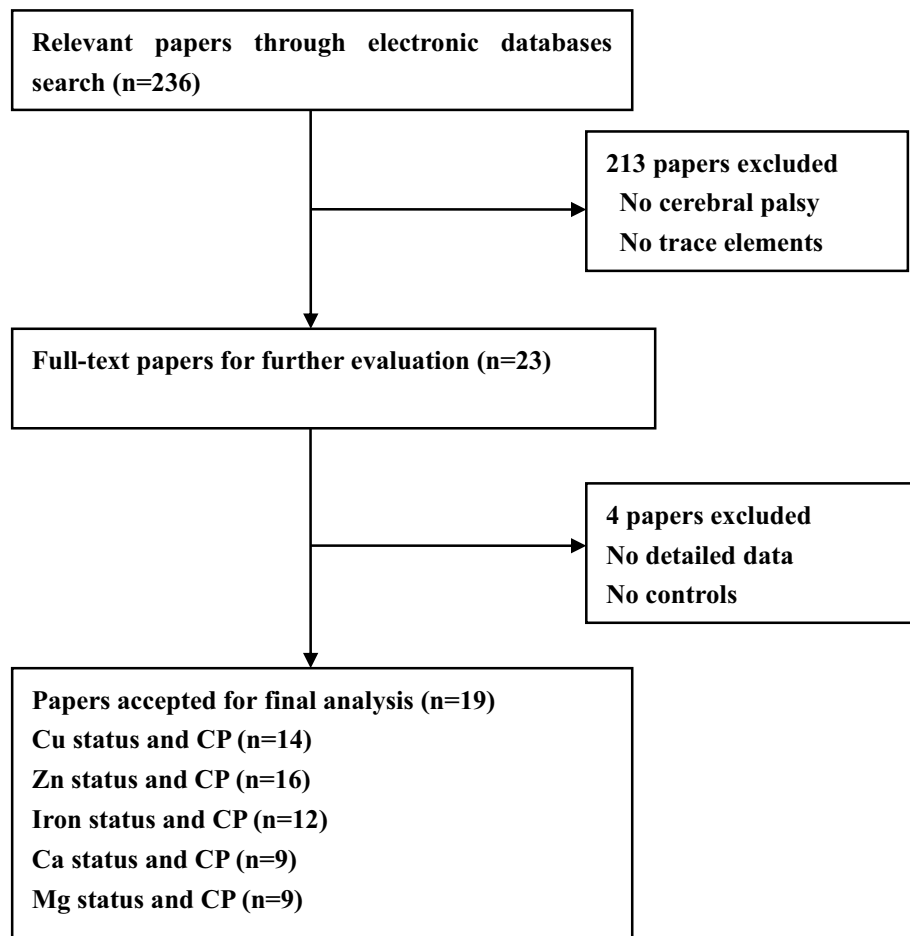 Relevant papers through electronic databases
search (n=236)
213 papers excluded
No cerebral palsy
No trace elements
Full-text papers for further evaluation (n=23)
4 papers excluded
No detailed data
No controls
Papers accepted for final analysis (n=19)
Cu status and CP (n=14)
Zn status and CP (n=16)
Iron status and CP (n=12)
Ca status and CP (n=9)
Mg status and CP (n=9)